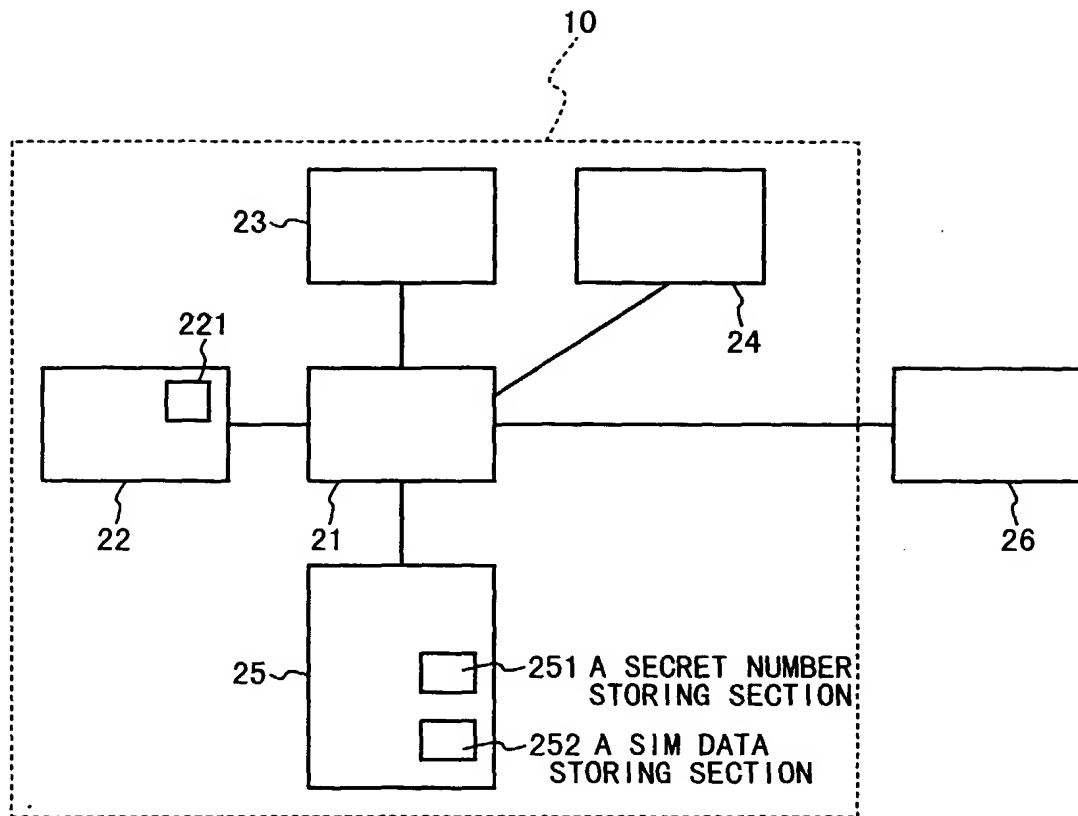 10
23
24
221
22
21
26
25
251 A SECRET NUMBER
STORING SECTION
252 A SIM DATA
STORING SECTION